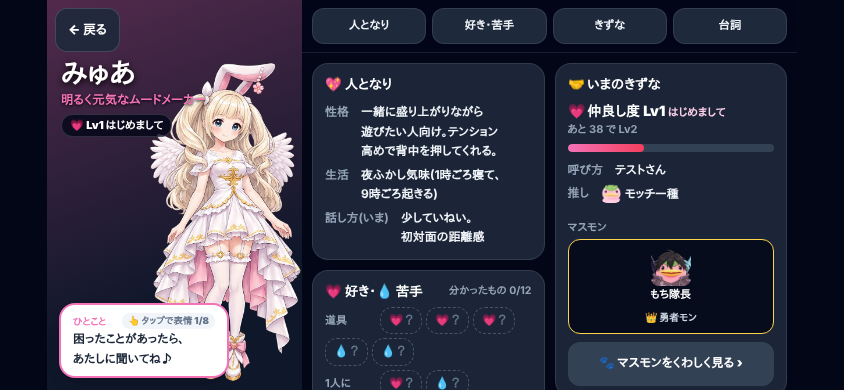 ← 戻る
みゅあ
明るく元気なムードメーカー
Lv1 はじめまして
ひとこと
タップで表情 1/8
困ったことがあったら、
あたしに聞いてね♪
人となり
好き・苦手
きずな
台詞
人となり
性格 一緒に盛り上がりながら
遊びたい人向け。テンション
高めで背中を押してくれる。
生活 夜ふかし気味(1時ごろ寝て、
9時ごろ起きる)
話し方(いま) 少していねい。
初対面の距離感
好き・苦手 分かったもの 0/12
道具 ? ? ?
? ?
1人に ? ?
いまのきずな
仲良し度 Lv1 はじめまして
あと 38 で Lv2
呼び方 テストさん
推し モッチー種
マスモン
もち隊長
勇者モン
マスモンをくわしく見る ›